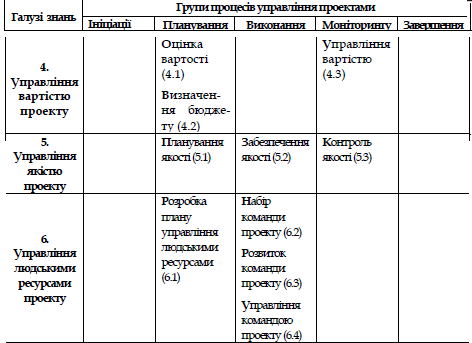 Галузі знань
Групи процесів управління проектами
Ініціації
Планування
Виконання
Моніторингу
Завершення
4.
Управління
вартістю
проекту
Оцінка
вартості
(4.1)
Визначен-
ня бюдже-
ту (4.2)
Управління
вартістю
(4.3)
5.
Управління
якістю
проекту
Планування
якості (5.1)
Забезпечення
якості (5.2)
Контроль
якості (5.3)
6.
Управління
людськими
ресурсами
проекту
Розробка
плану
управління
людськими
ресурсами
(6.1)
Набір
команди
проекту (6.2)
Розвиток
команди
проекту (6.3)
Управління
командою
проекту (6.4)